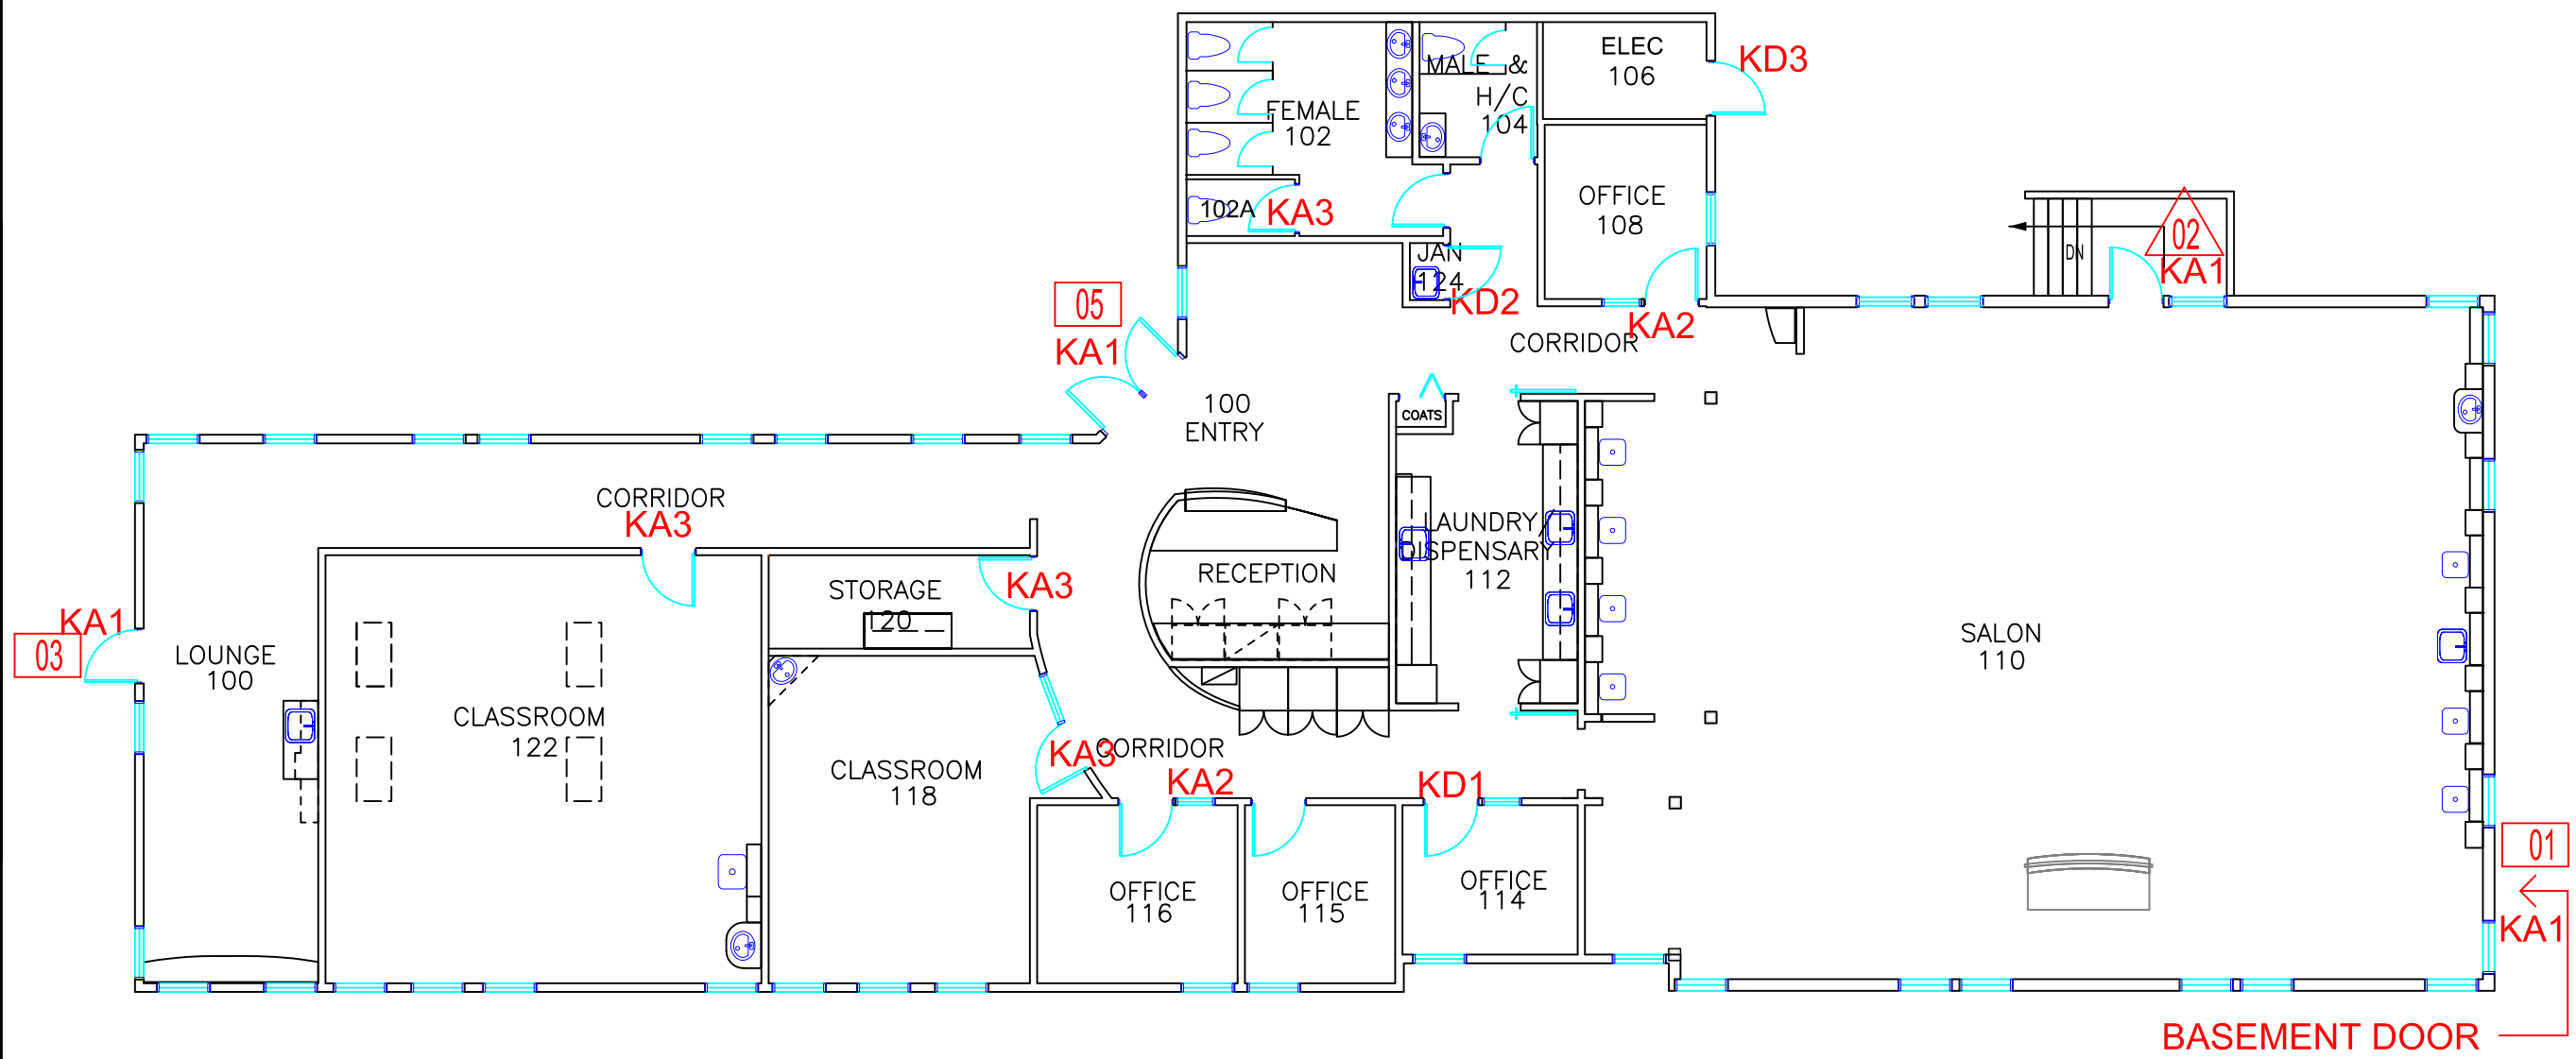 ELEC
106
KD3
MALE &
H/C
104
FEMALE
102
102A
KA3
OFFICE
108
JAN
124
KD2
KA2
CORRIDOR
02
KA1
DN
05
KA1
100
ENTRY
COATS
CORRIDOR
KA3
LAUNDRY/
DISPENSARY
112
RECEPTION
STORAGE
120
KA3
KA1
03
LOUNGE
100
SALON
110
CLASSROOM
122
CLASSROOM
118
KA3
CORRIDOR
KA2
KD1
OFFICE
116
OFFICE
115
OFFICE
114
01
KA1
BASEMENT DOOR